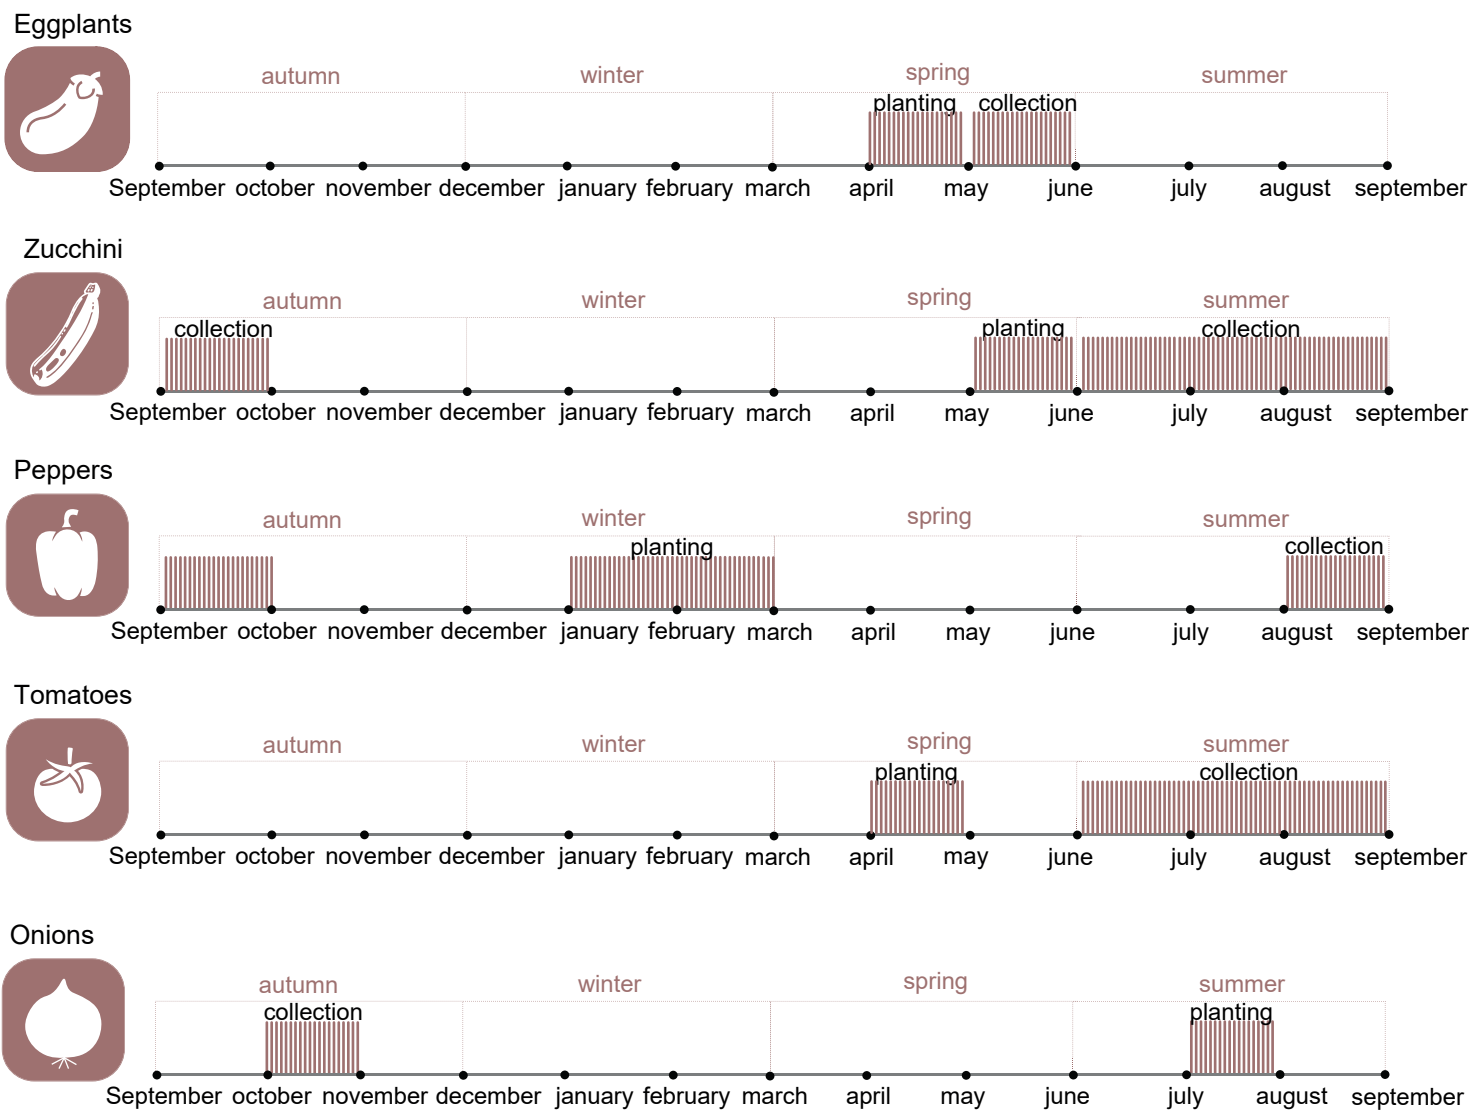 Eggplants
autumn winter spring summer
planting collection
September october november december january february march april may june july august september
Zucchini
autumn winter spring summer
collection planting collection
September october november december january february march april may june july august september
Peppers
autumn winter spring summer
planting collection
September october november december january february march april may june july august september
Tomatoes
autumn winter spring summer
planting collection
September october november december january february march april may june july august september
Onions
autumn winter spring summer
collection planting
September october november december january february march april may june july august september